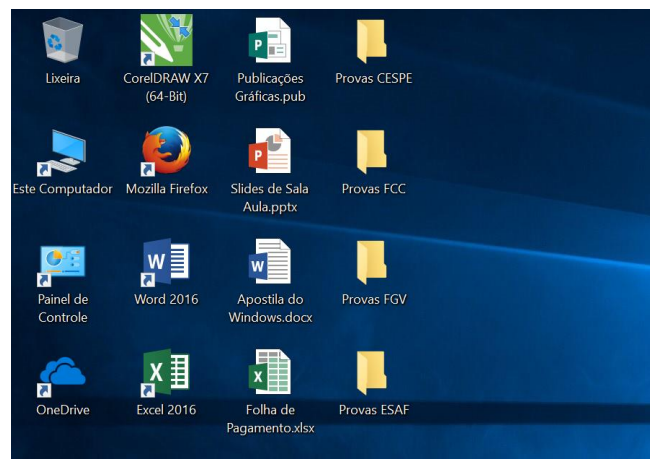 Lixeira
CorelDRAW X7
(64-Bit)
Publicações
Gráficas.pub
Provas CESPE
Este Computador
Mozilla Firefox
Slides de Sala
Aula.pptx
Provas FCC
Painel de
Controle
Word 2016
Apostila do
Windows.docx
Provas FGV
OneDrive
Excel 2016
Folha de
Pagamento.xlsx
Provas ESAF